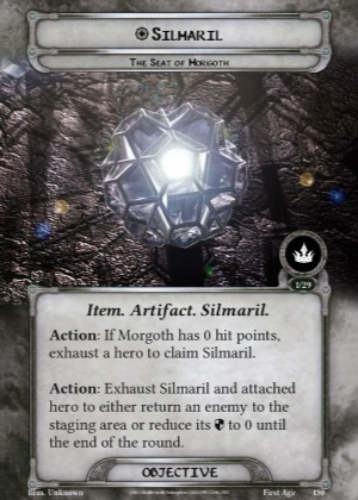 Silmaril
The Seat of Morgoth
1/29
Item. Artifact. Silmaril.
Action: If Morgoth has 0 hit points,
exhaust a hero to claim Silmaril.
Action: Exhaust Silmaril and attached
hero to either return an enemy to the
staging area or reduce its to 0 until
the end of the round.
OBJECTIVE
Illus. Unknown
First Age